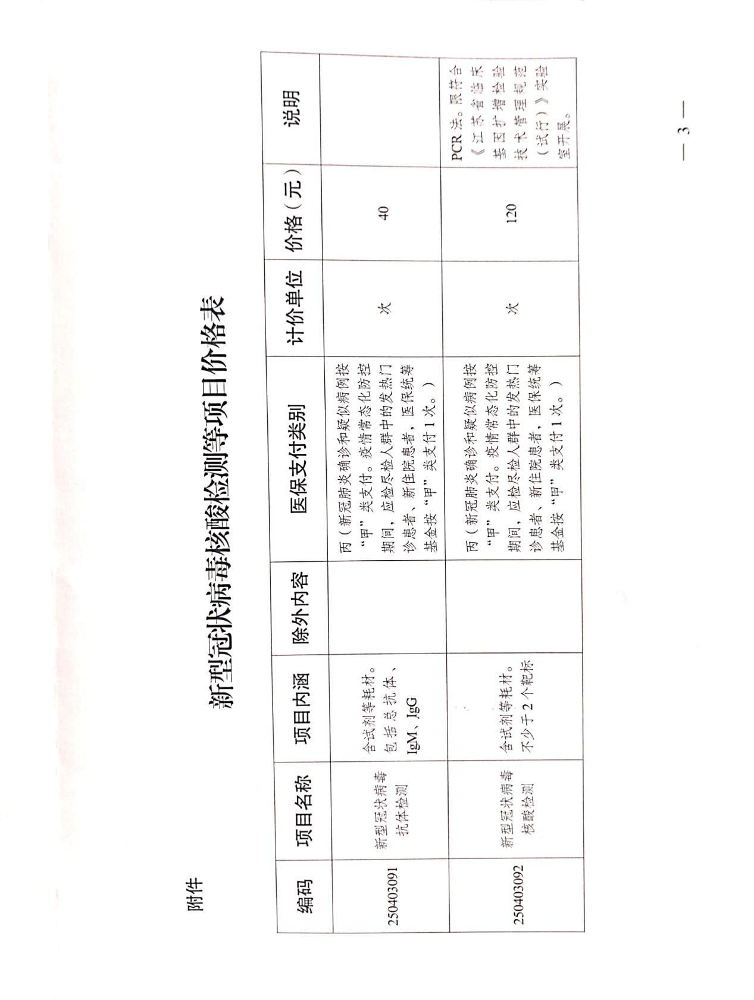 附件
新型冠状病毒核酸检测等项目价格表
编码
项目名称
项目内涵
除外内容
医保支付类别
计价单位
价格（元）
说明
250403091
新型冠状病毒
抗体检测
含试剂等耗材。
包括总抗体、
IgM、IgG
丙（新冠肺炎确诊和疑似病例按
“甲”类支付。疫情常态化防控
期间，应检尽检人群中的发热门
诊患者、新住院患者，医保统筹
基金按“甲”类支付1次。）
次
40
250403092
新型冠状病毒
核酸检测
含试剂等耗材。
不少于2个靶标
丙（新冠肺炎确诊和疑似病例按
“甲”类支付。疫情常态化防控
期间，应检尽检人群中的发热门
诊患者、新住院患者，医保统筹
基金按“甲”类支付1次。）
次
120
PCR法。限符合
《江苏省临床
基因扩增检验
技术管理规范
（试行）》实验
室开展。
— 3 —